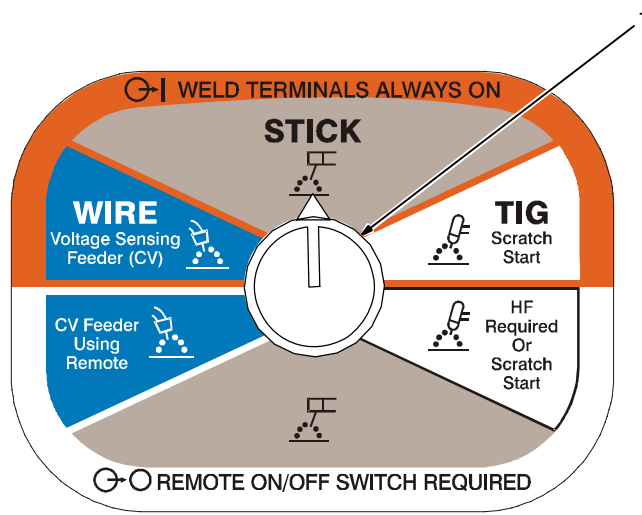 WELD TERMINALS ALWAYS ON
STICK
WIRE
Voltage Sensing
Feeder (CV)
TIG
Scratch
Start
CV Feeder
Using
Remote
HF
Required
Or
Scratch
Start
REMOTE ON/OFF SWITCH REQUIRED